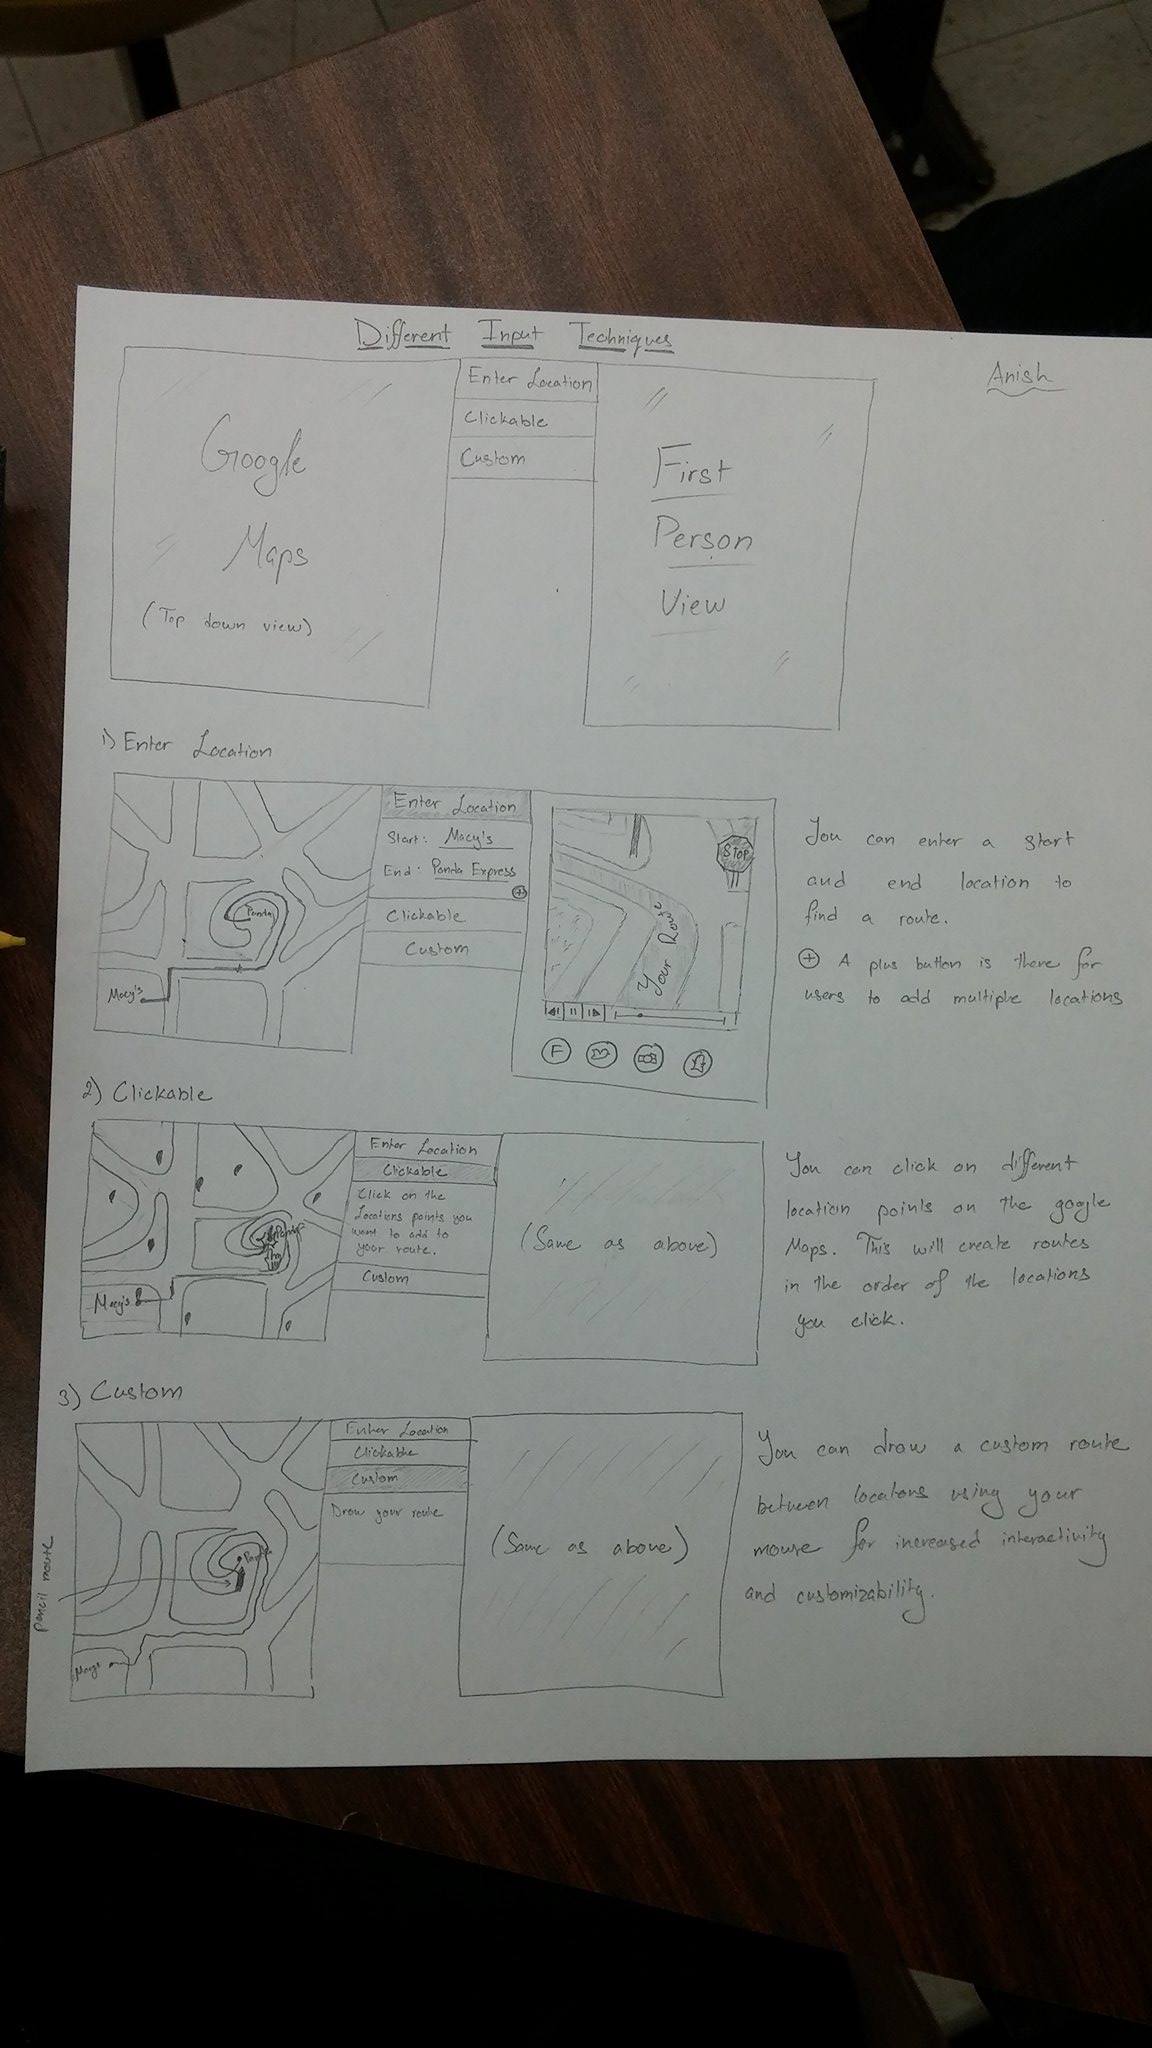 Different Input Techniques
Anish
Google
Maps
(Top down view)
Enter Location
Clickable
Custom
First
Person
View
1) Enter Location
Panda
Macy's
Enter Location
Start: Macy's
End: Panda Express
+
Clickable
Custom
STOP
Your Route
F
You can enter a start
and end location to
find a route.
+ A plus button is there for
users to add multiple locations
2) Clickable
Panda
Macy's
Enter Location
Clickable
Click on the
Locations points you
want to add to
your route.
Custom
(Same as above)
You can click on different
location points on the google
Maps. This will create routes
in the order of the locations
you click.
3) Custom
Panda
Macy's
Enter Location
Clickable
Custom
Draw your route
(Same as above)
You can draw a custom route
between locations using your
mouse for increased interactivity
and customizability.